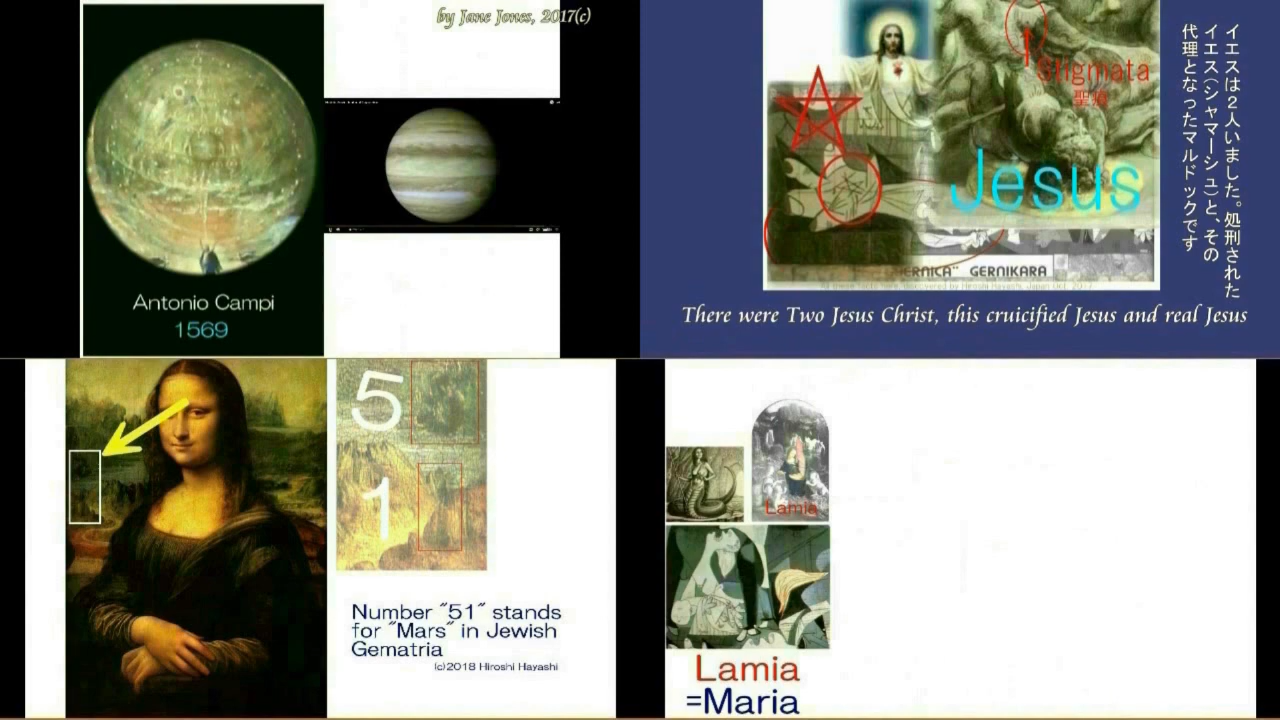 by Jane Jones, 2017(c)
Antonio Campi
1569
Stigmata
聖痕
Jesus
ERNICA" GERNIKARA
イエスは2人いました。処刑された
イエス(シャマーシュ)と、その
代理となったマルドックです
There were Two Jesus Christ, this cruicified Jesus and real Jesus
5
1
Number "51" stands
for "Mars" in Jewish
Gematria
(c)2018 Hiroshi Hayashi
Lamia
Lamia
=Maria